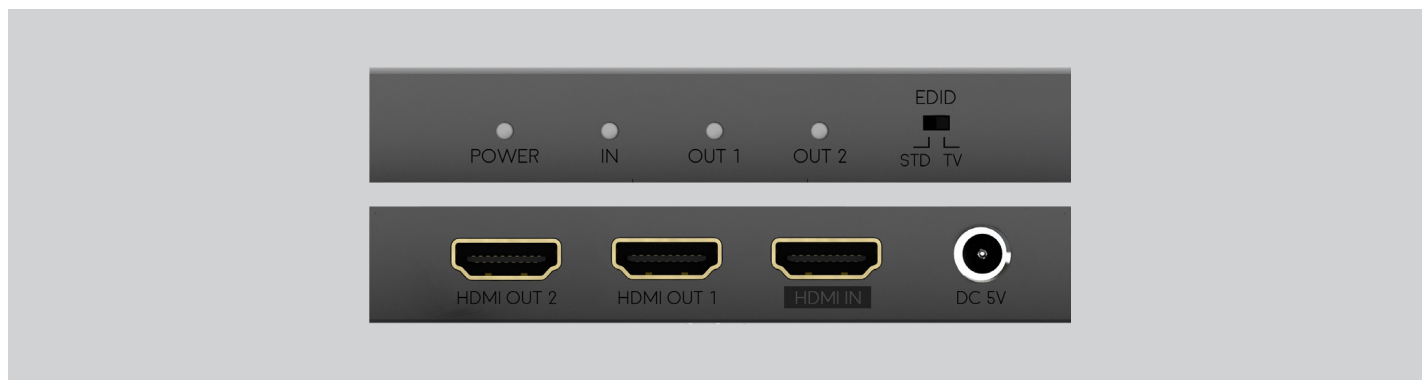 EDID
POWER IN OUT 1 OUT 2 STD TV
HDMI OUT 2 HDMI OUT 1 HDMI IN DC 5V